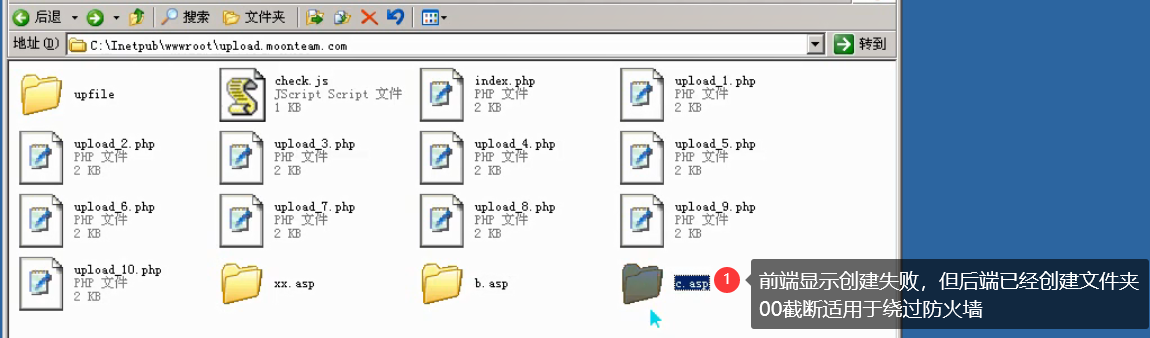 后退 搜索 文件夹
地址(D) C:\Inetpub\wwwroot\upload.moonteam.com 转到
upfile
check.js
JScript Script 文件
1 KB
index.php
PHP 文件
2 KB
upload_1.php
PHP 文件
2 KB
upload_2.php
PHP 文件
2 KB
upload_3.php
PHP 文件
2 KB
upload_4.php
PHP 文件
2 KB
upload_5.php
PHP 文件
2 KB
upload_6.php
PHP 文件
2 KB
upload_7.php
PHP 文件
2 KB
upload_8.php
PHP 文件
2 KB
upload_9.php
PHP 文件
2 KB
upload_10.php
PHP 文件
2 KB
xx.asp
b.asp
c.asp
1
前端显示创建失败，但后端已经创建文件夹
00截断适用于绕过防火墙